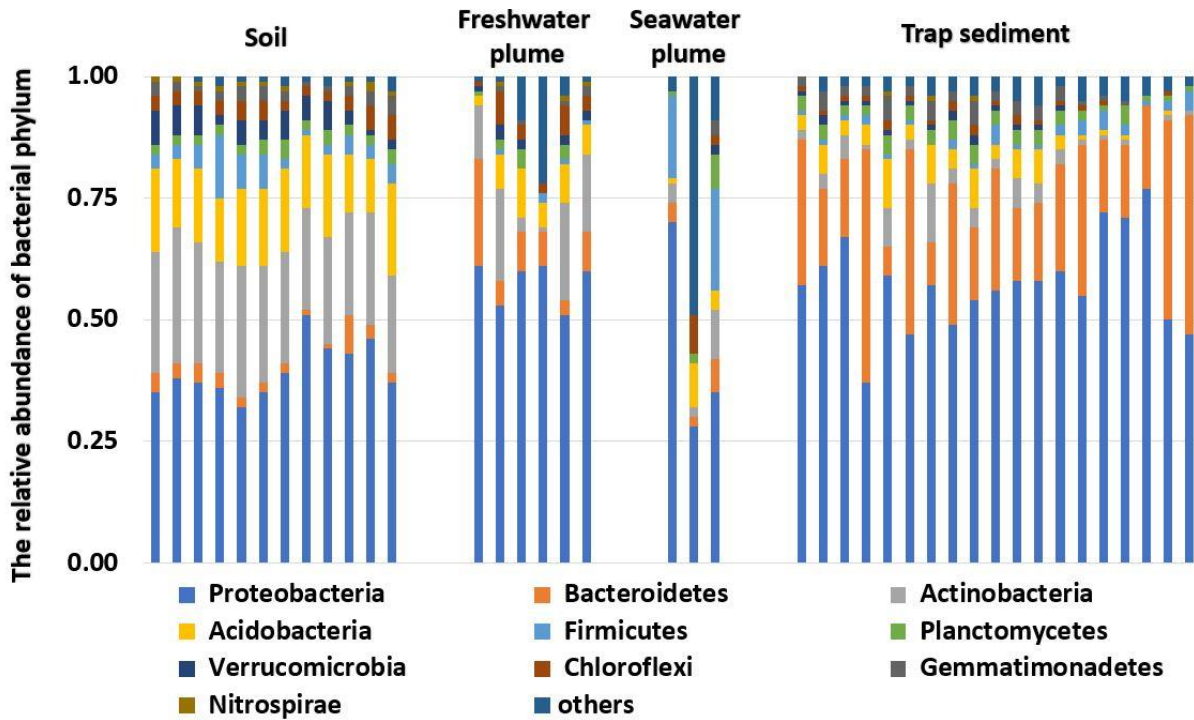 Soil
Freshwater
plume
Seawater
plume
Trap sediment
The relative abundance of bacterial phylum
1.00
0.75
0.50
0.25
0.00
Proteobacteria
Bacteroidetes
Actinobacteria
Acidobacteria
Firmicutes
Planctomycetes
Verrucomicrobia
Chloroflexi
Gemmatimonadetes
Nitrospirae
others